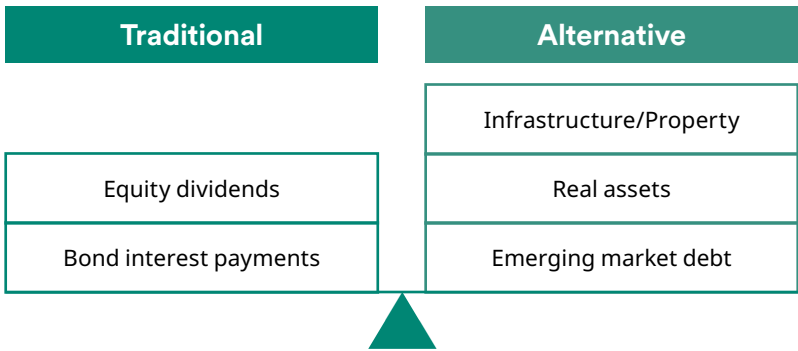 Traditional
Alternative
Infrastructure/Property
Equity dividends
Real assets
Bond interest payments
Emerging market debt